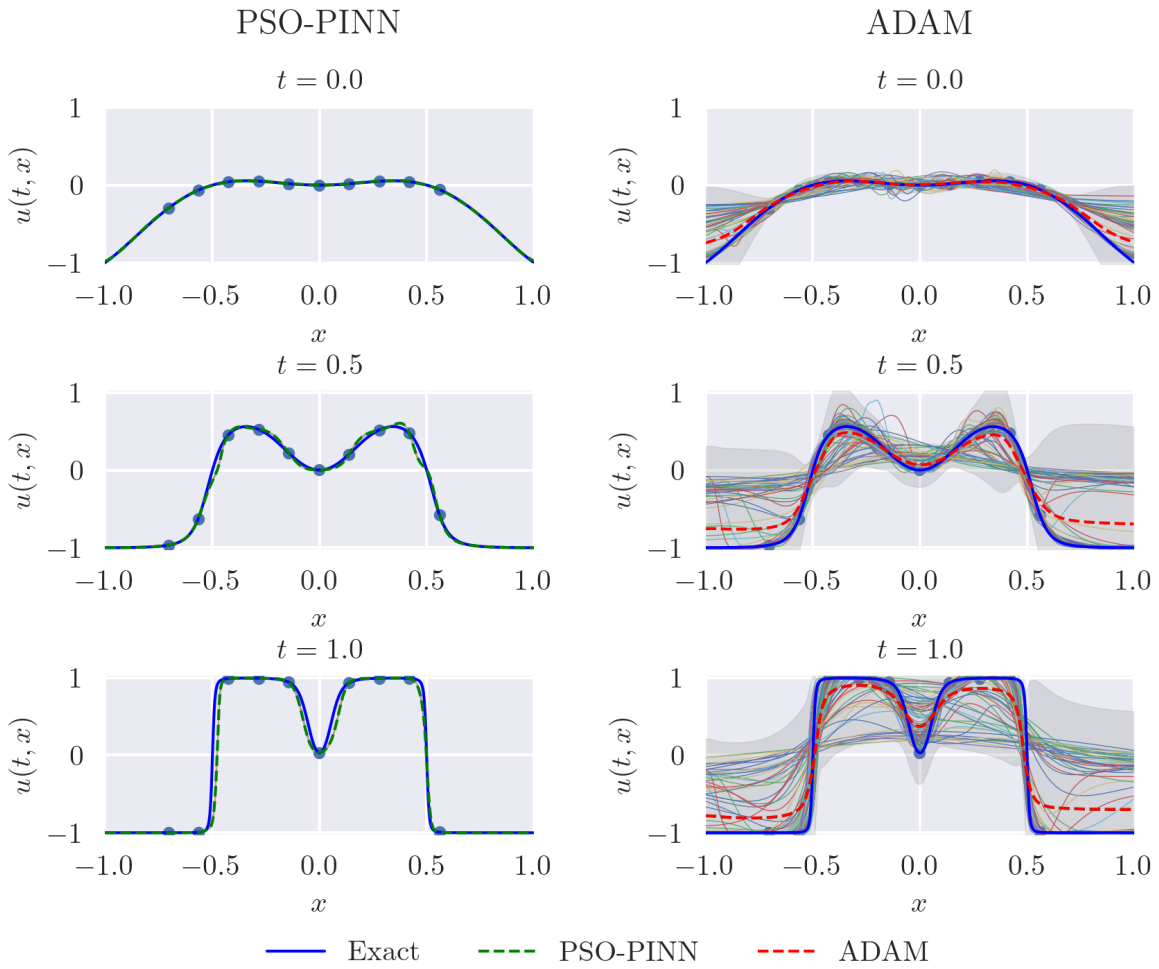 PSO-PINN ADAM
t = 0.0 t = 0.0
1 1
u(t, x) 0 u(t, x) 0
−1 −1
−1.0 −0.5 0.0 0.5 1.0 −1.0 −0.5 0.0 0.5 1.0
x x
t = 0.5 t = 0.5
1 1
u(t, x) 0 u(t, x) 0
−1 −1
−1.0 −0.5 0.0 0.5 1.0 −1.0 −0.5 0.0 0.5 1.0
x x
t = 1.0 t = 1.0
1 1
u(t, x) 0 u(t, x) 0
−1 −1
−1.0 −0.5 0.0 0.5 1.0 −1.0 −0.5 0.0 0.5 1.0
x x
Exact PSO-PINN ADAM